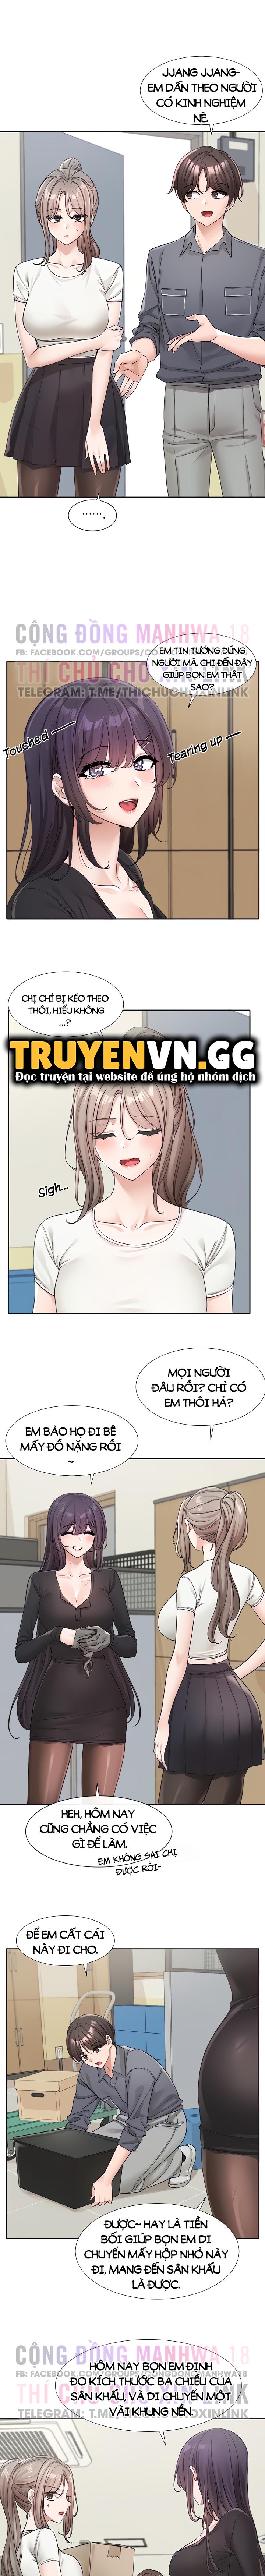 JJANG JJANG-
EM DẪN THEO NGƯỜI
CÓ KINH NGHIỆM
NÈ.
.......
CỘNG ĐỒNG MANHWA 18
EM TIN TƯỞNG ĐÚNG
NGƯỜI MÀ. CHỊ ĐẾN ĐÂY
GIÚP BỌN EM THẬT
SAO?
TELEGRAM: T.ME/THICHUCHOXINLINK
Touched
Tearing up
CHỊ CHỈ BỊ KÉO THEO
THÔI, HIỂU KHÔNG
...?
TRUYENVN.GG
Đọc truyện tại website để ủng hộ nhóm dịch
Sigh...
MỌI NGƯỜI
ĐÂU RỒI? CHỈ CÓ
EM THÔI HẢ?
EM BẢO HỌ ĐI BÊ
MẤY ĐỒ NẶNG RỒI
~
HEH, HÔM NAY
CŨNG CHẲNG CÓ VIỆC
GÌ ĐỂ LÀM.
EM KHÔNG SAI CHỊ
ĐƯỢC RỒI~
ĐỂ EM CẤT CÁI
NÀY ĐI CHO.
ĐƯỢC~ HAY LÀ TIỀN
BỐI GIÚP BỌN EM DI
CHUYỂN MẤY HỘP NHỎ NÀY
ĐI, MANG ĐẾN SÂN KHẤU
LÀ ĐƯỢC.
CỘNG ĐỒNG MANHWA 18
HÔM NAY BỌN EM ĐỊNH
ĐO KÍCH THƯỚC BA CHIỀU CỦA
SÂN KHẤU, VÀ DI CHUYỂN MỘT
VÀI KHUNG NỀN.